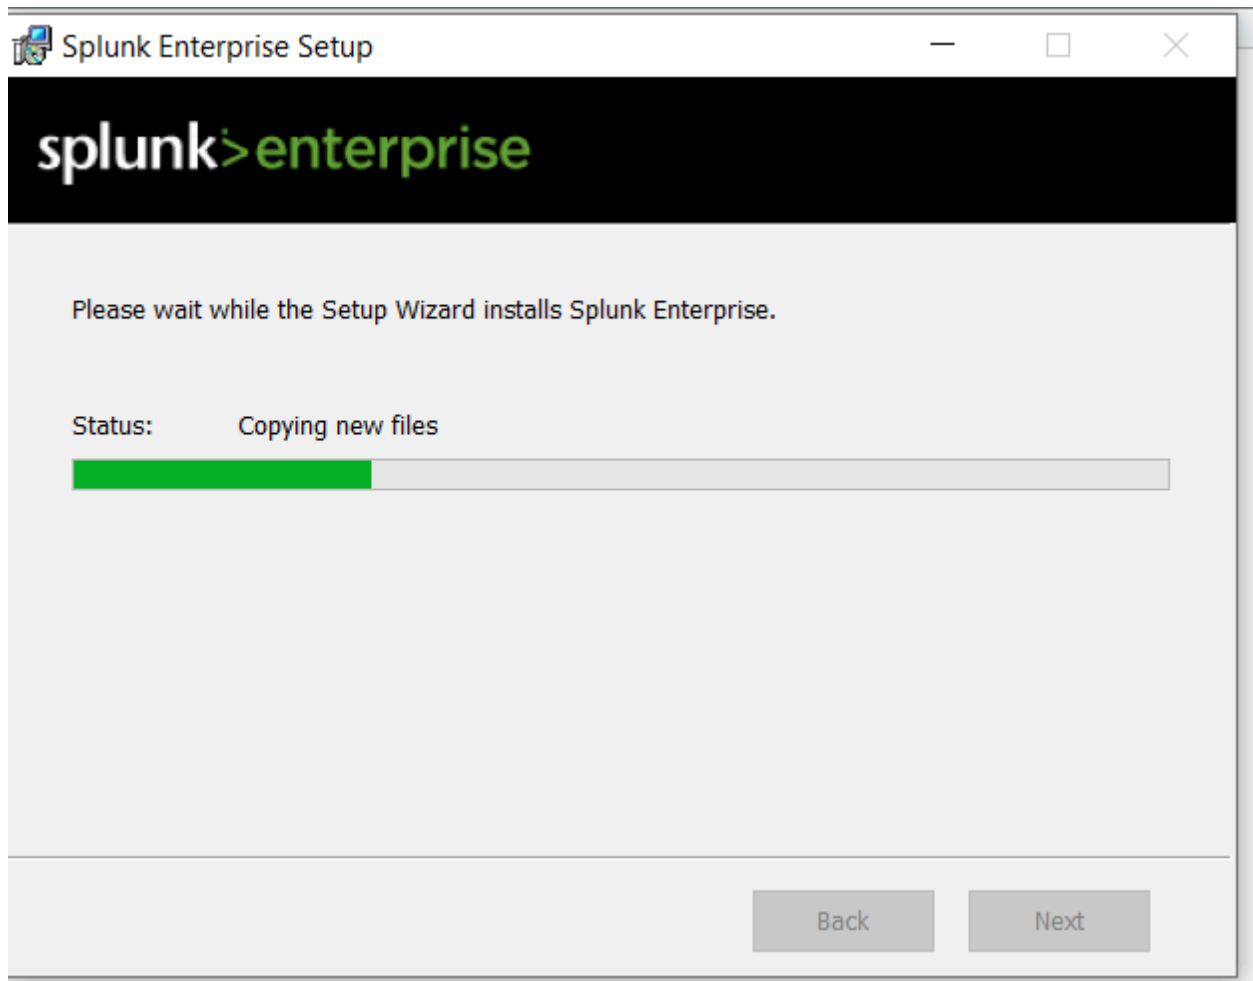 Splunk Enterprise Setup
splunk>enterprise
Please wait while the Setup Wizard installs Splunk Enterprise.
Status: Copying new files
Back Next